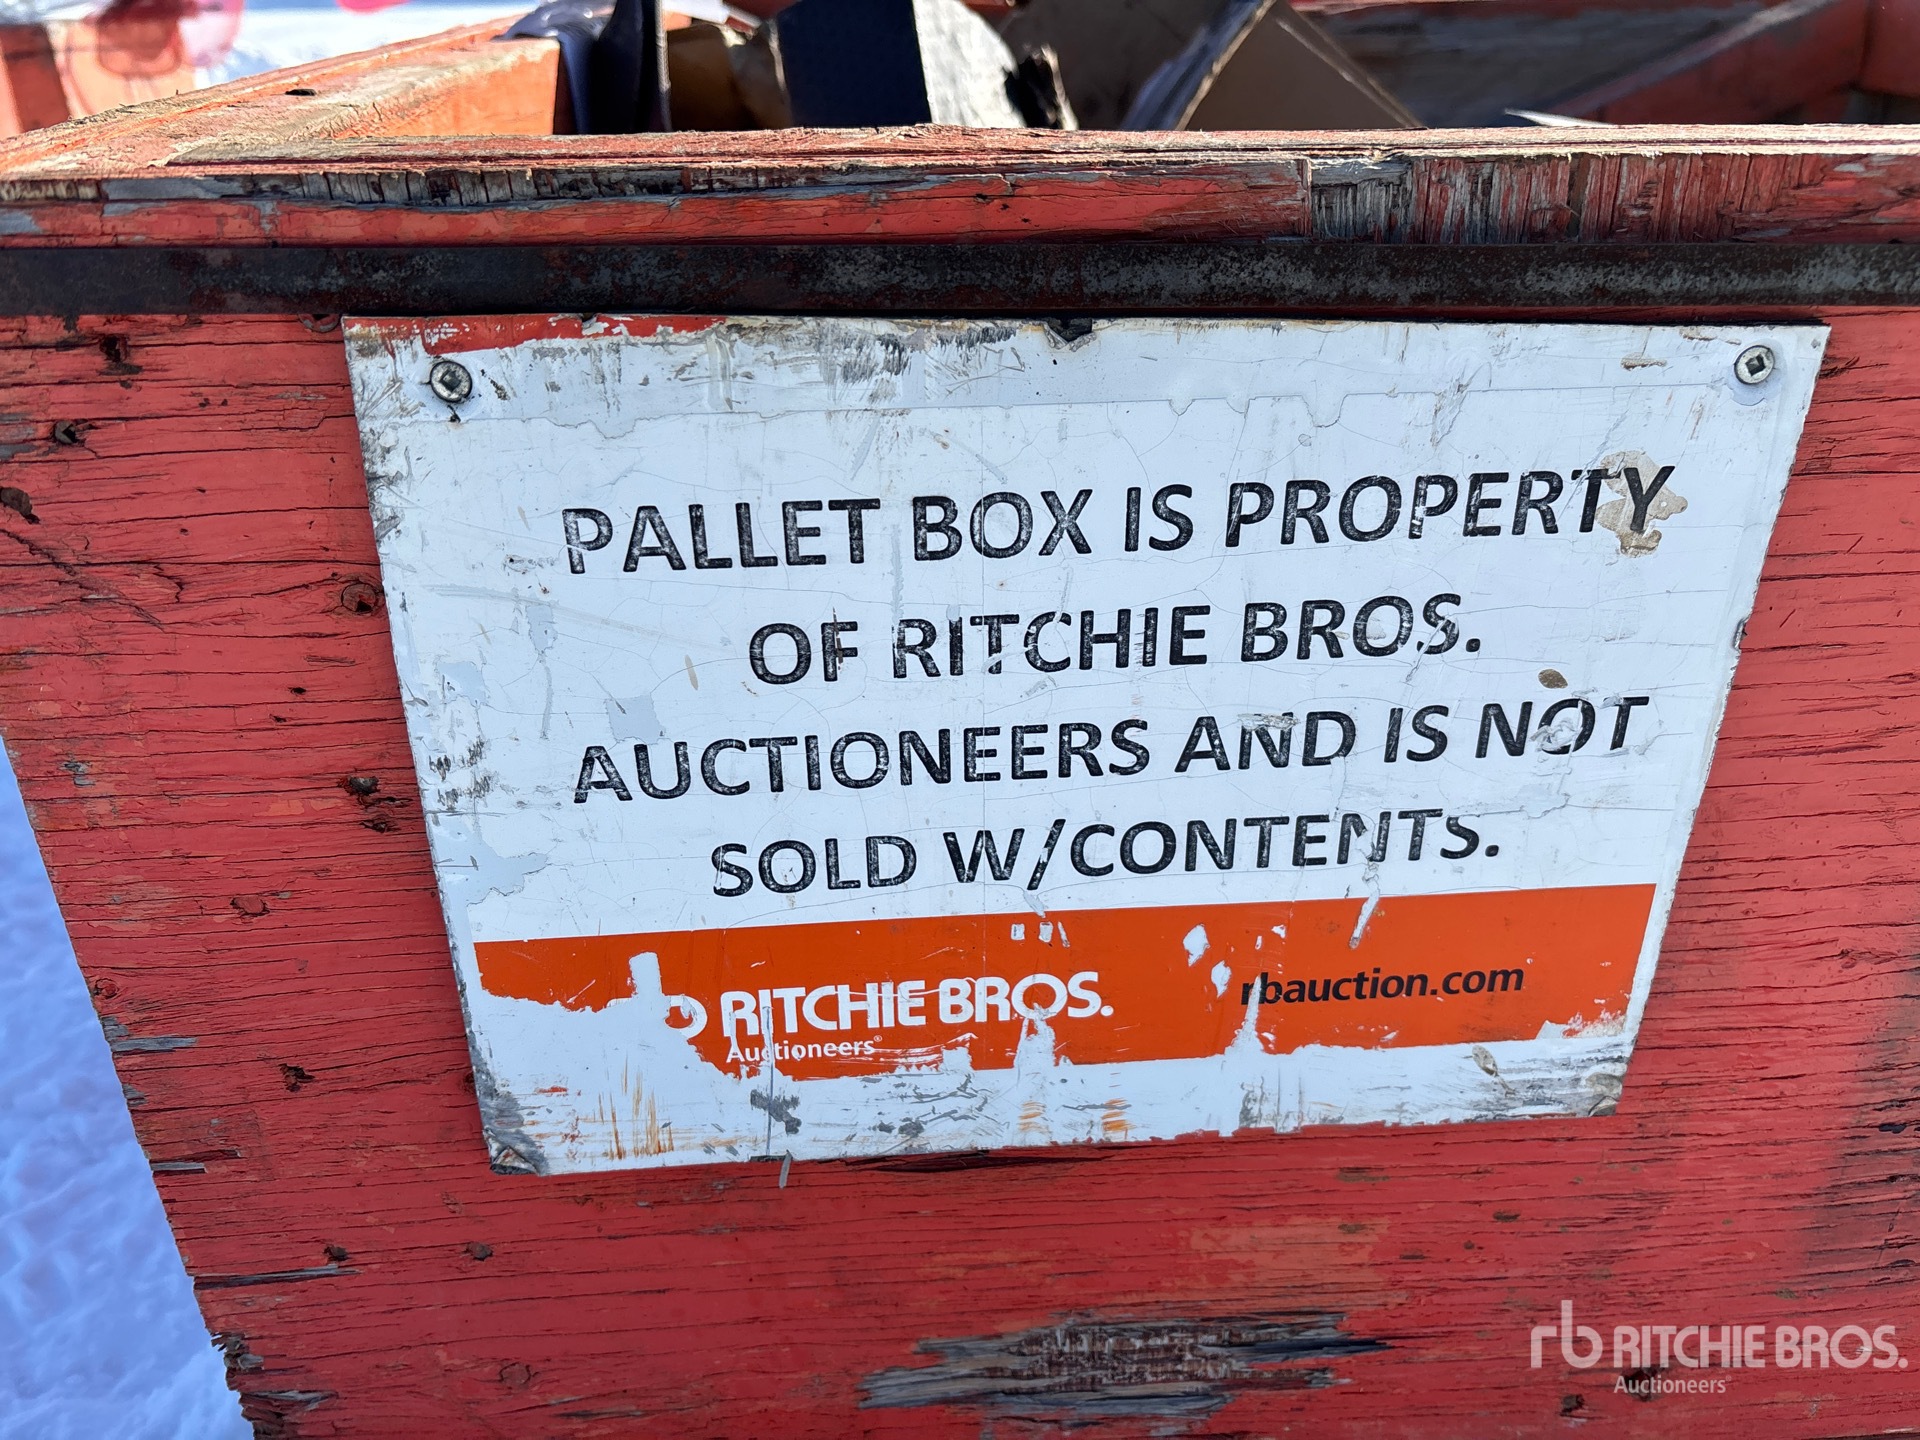 PALLET BOX IS PROPERTY
OF RITCHIE BROS.
AUCTIONEERS AND IS NOT
SOLD W/CONTENTS.
RITCHIE BROS.
Auctioneers®
rbauction.com
rb RITCHIE BROS.
Auctioneers